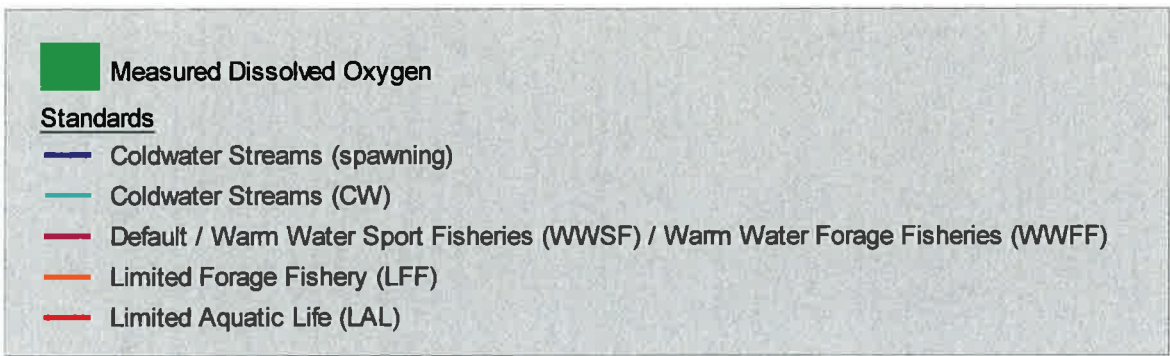 Measured Dissolved Oxygen
Standards
Coldwater Streams (spawning)
Coldwater Streams (CW)
Default / Warm Water Sport Fisheries (WWSF) / Warm Water Forage Fisheries (WWFF)
Limited Forage Fishery (LFF)
Limited Aquatic Life (LAL)